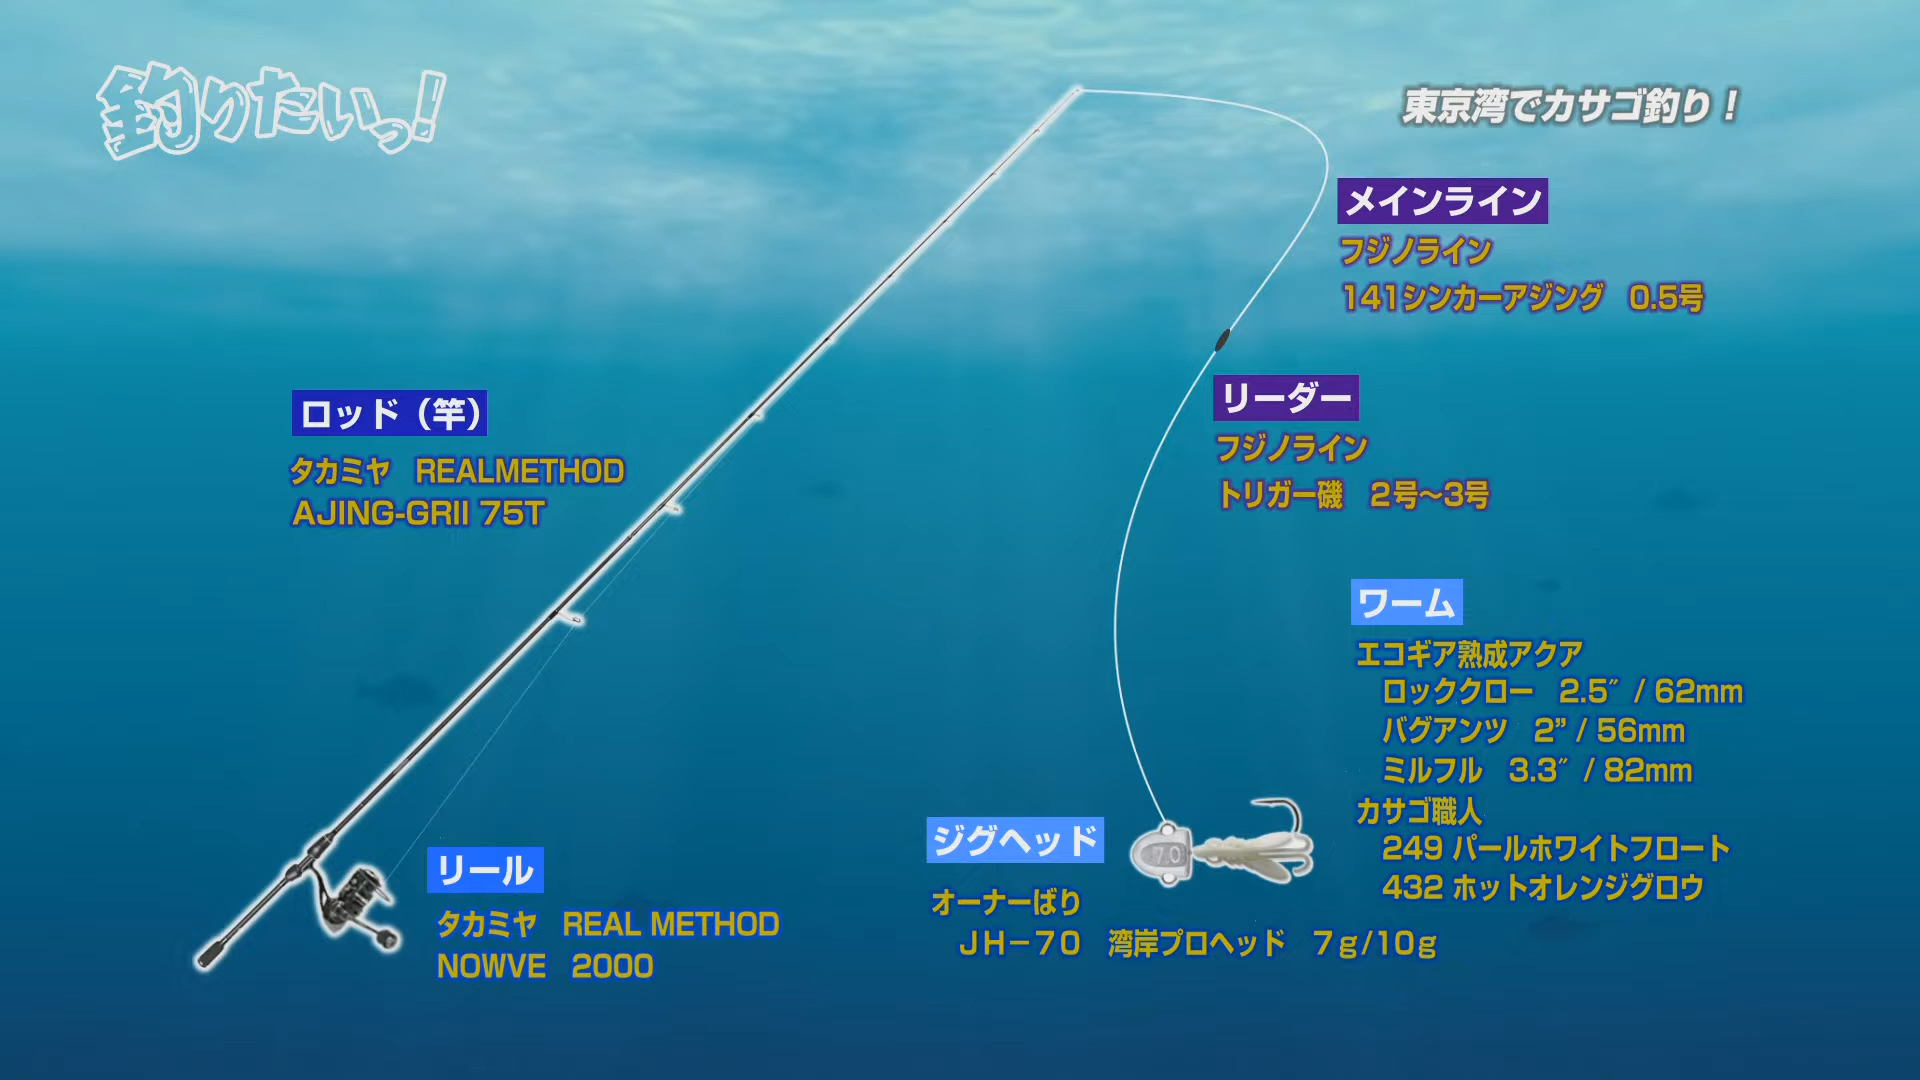 釣りたいっ!
東京湾でカサゴ釣り！
メインライン
フジノライン
141シンカーアジング　0.5号
リーダー
フジノライン
トリガー磯　2号～3号
ロッド（竿）
タカミヤ　REALMETHOD
AJING-GRII 75T
ワーム
エコギア熟成アクア
ロッククロー　2.5″ / 62mm
バグアンツ　2” / 56mm
ミルフル　3.3″ / 82mm
カサゴ職人
249 パールホワイトフロート
432 ホットオレンジグロウ
ジグヘッド
7.0
オーナーばり
ＪＨ－７０　湾岸プロヘッド　７ｇ/10ｇ
リール
タカミヤ　REAL METHOD
NOWVE　2000